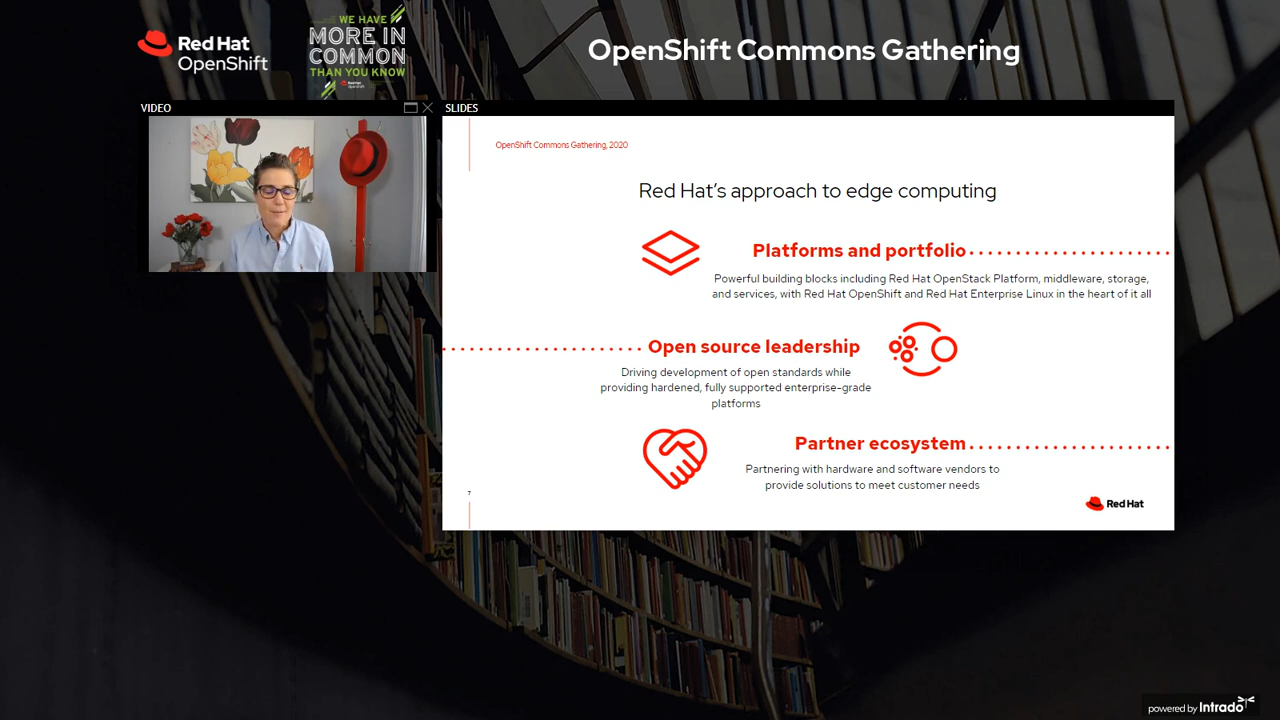 Red Hat
OpenShift
WE HAVE
MORE IN
COMMON
THAN YOU KNOW
OpenShift Commons Gathering
VIDEO
SLIDES
OpenShift Commons Gathering, 2020
Red Hat's approach to edge computing
Platforms and portfolio
Powerful building blocks including Red Hat OpenStack Platform, middleware, storage,
and services, with Red Hat OpenShift and Red Hat Enterprise Linux in the heart of it all
Open source leadership
Driving development of open standards while
providing hardened, fully supported enterprise-grade
platforms
Partner ecosystem
Partnering with hardware and software vendors to
provide solutions to meet customer needs
7
Red Hat
powered by Intrado